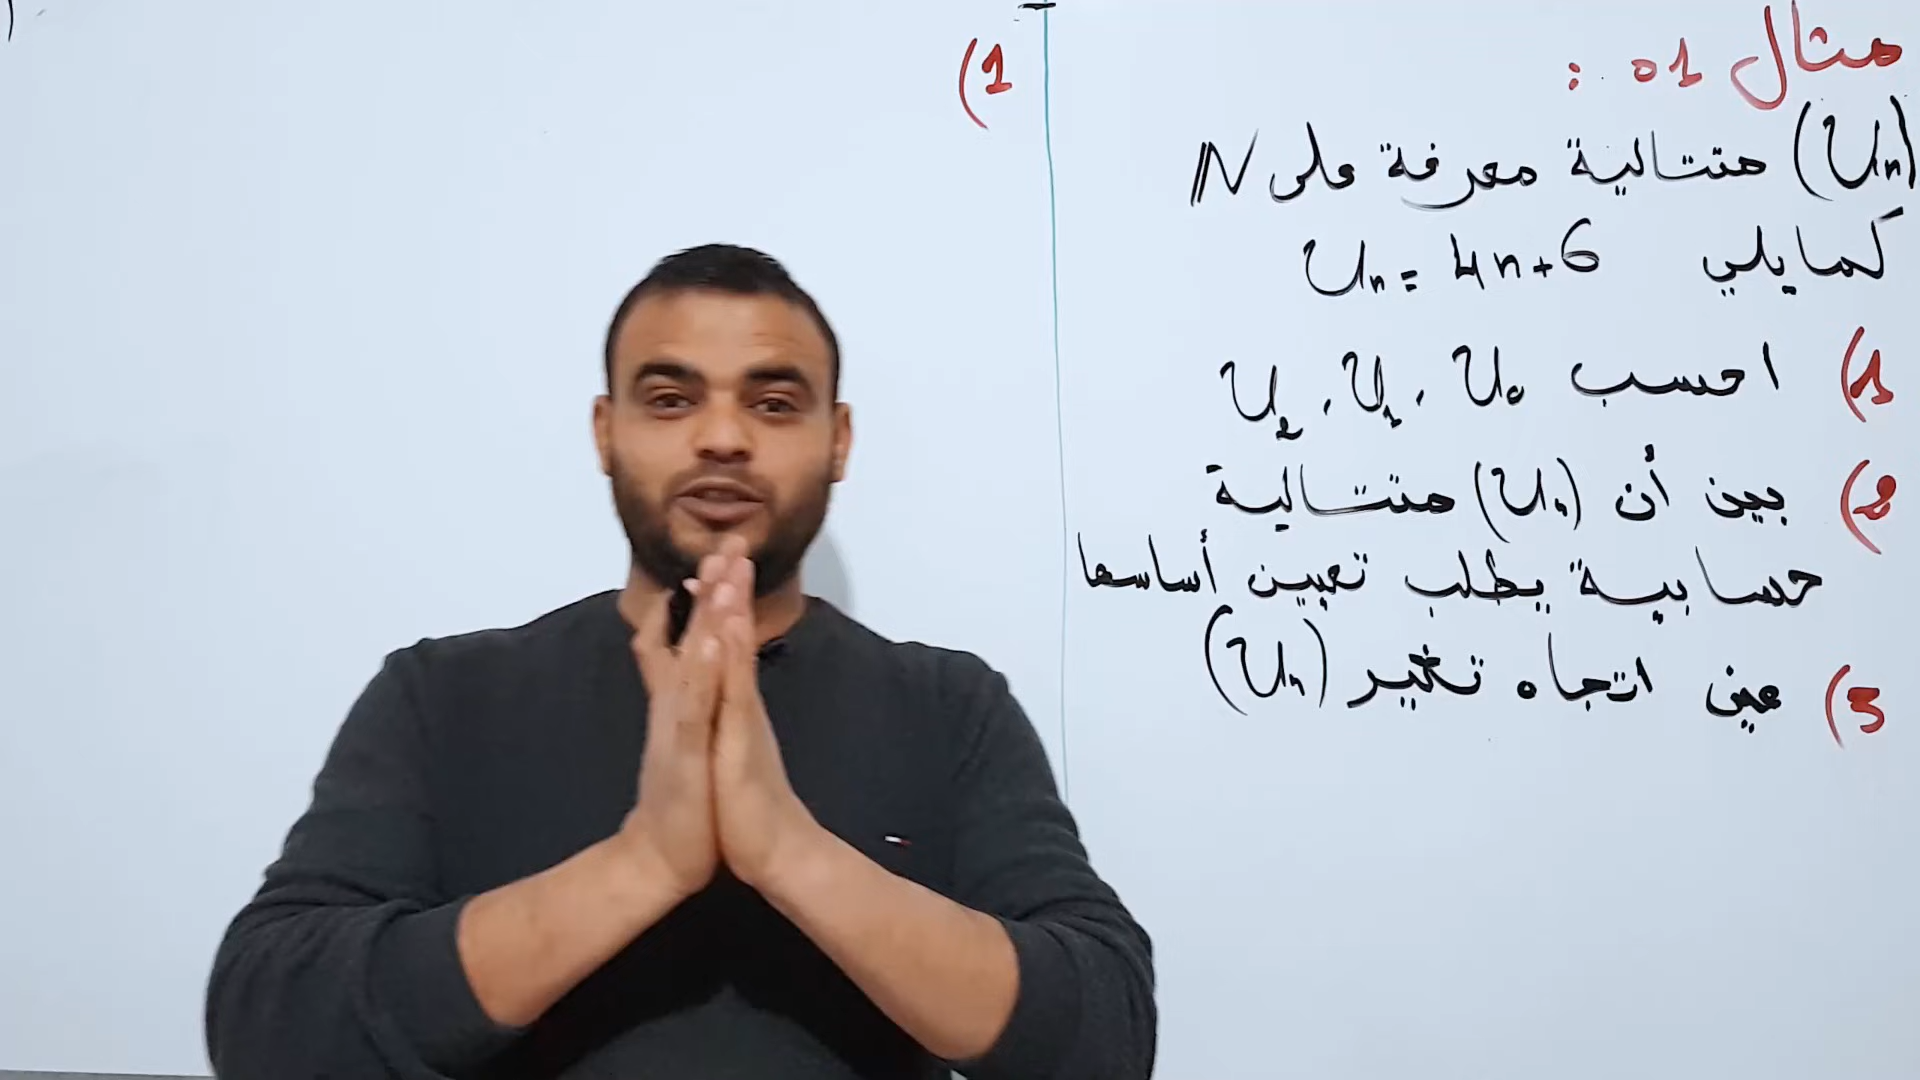 مثال 01 :
(Uₙ) متتالية معرفة على ℕ
كمايلي Uₙ = 4n+6
1) احسب U₀ ، U₁ ، U₂
2) بين أن (Uₙ) متتالية
حسابية يطلب تعيين أساسها
3) عين اتجاه تغير (Uₙ)
1)